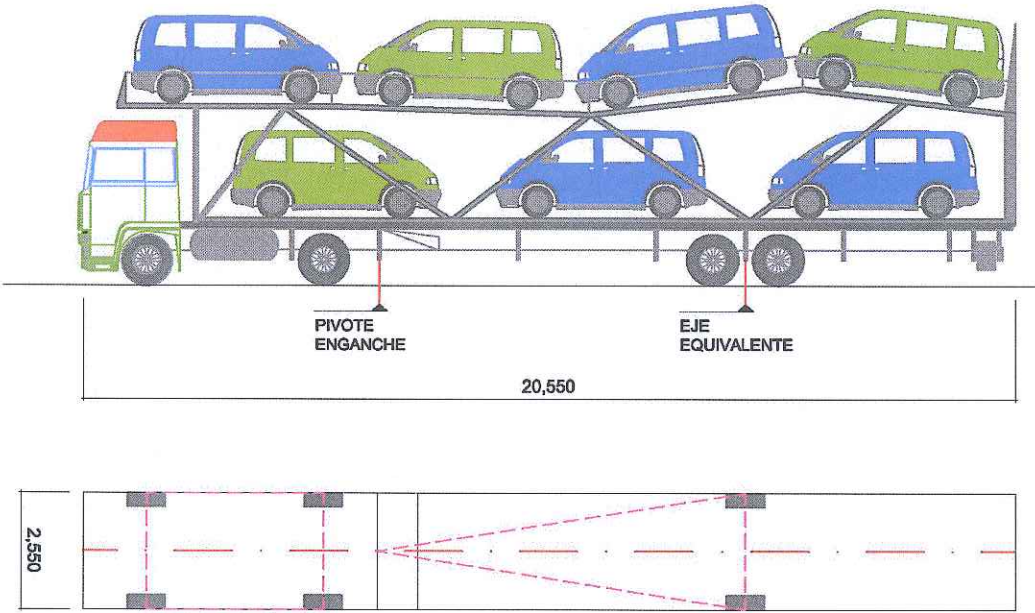 PIVOTE
ENGANCHE
EJE
EQUIVALENTE
20,550
2,550